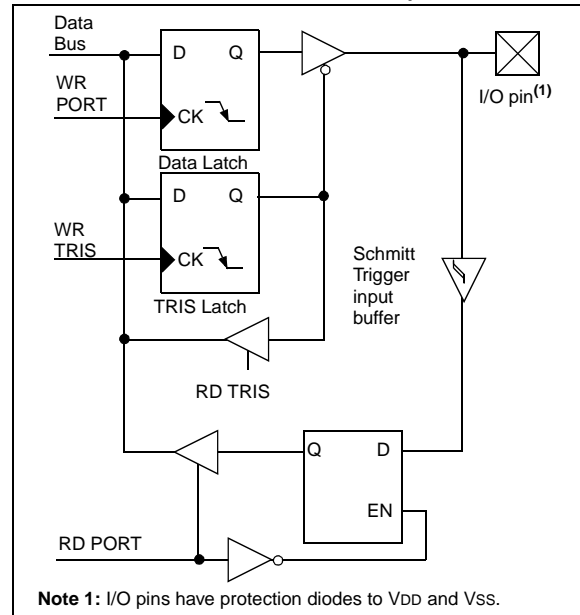 Data
Bus
D
Q
WR
PORT
CK
I/O pin(1)
Data Latch
D
Q
WR
TRIS
CK
TRIS Latch
Schmitt
Trigger
input
buffer
RD TRIS
Q
D
EN
RD PORT
Note 1: I/O pins have protection diodes to VDD and VSS.